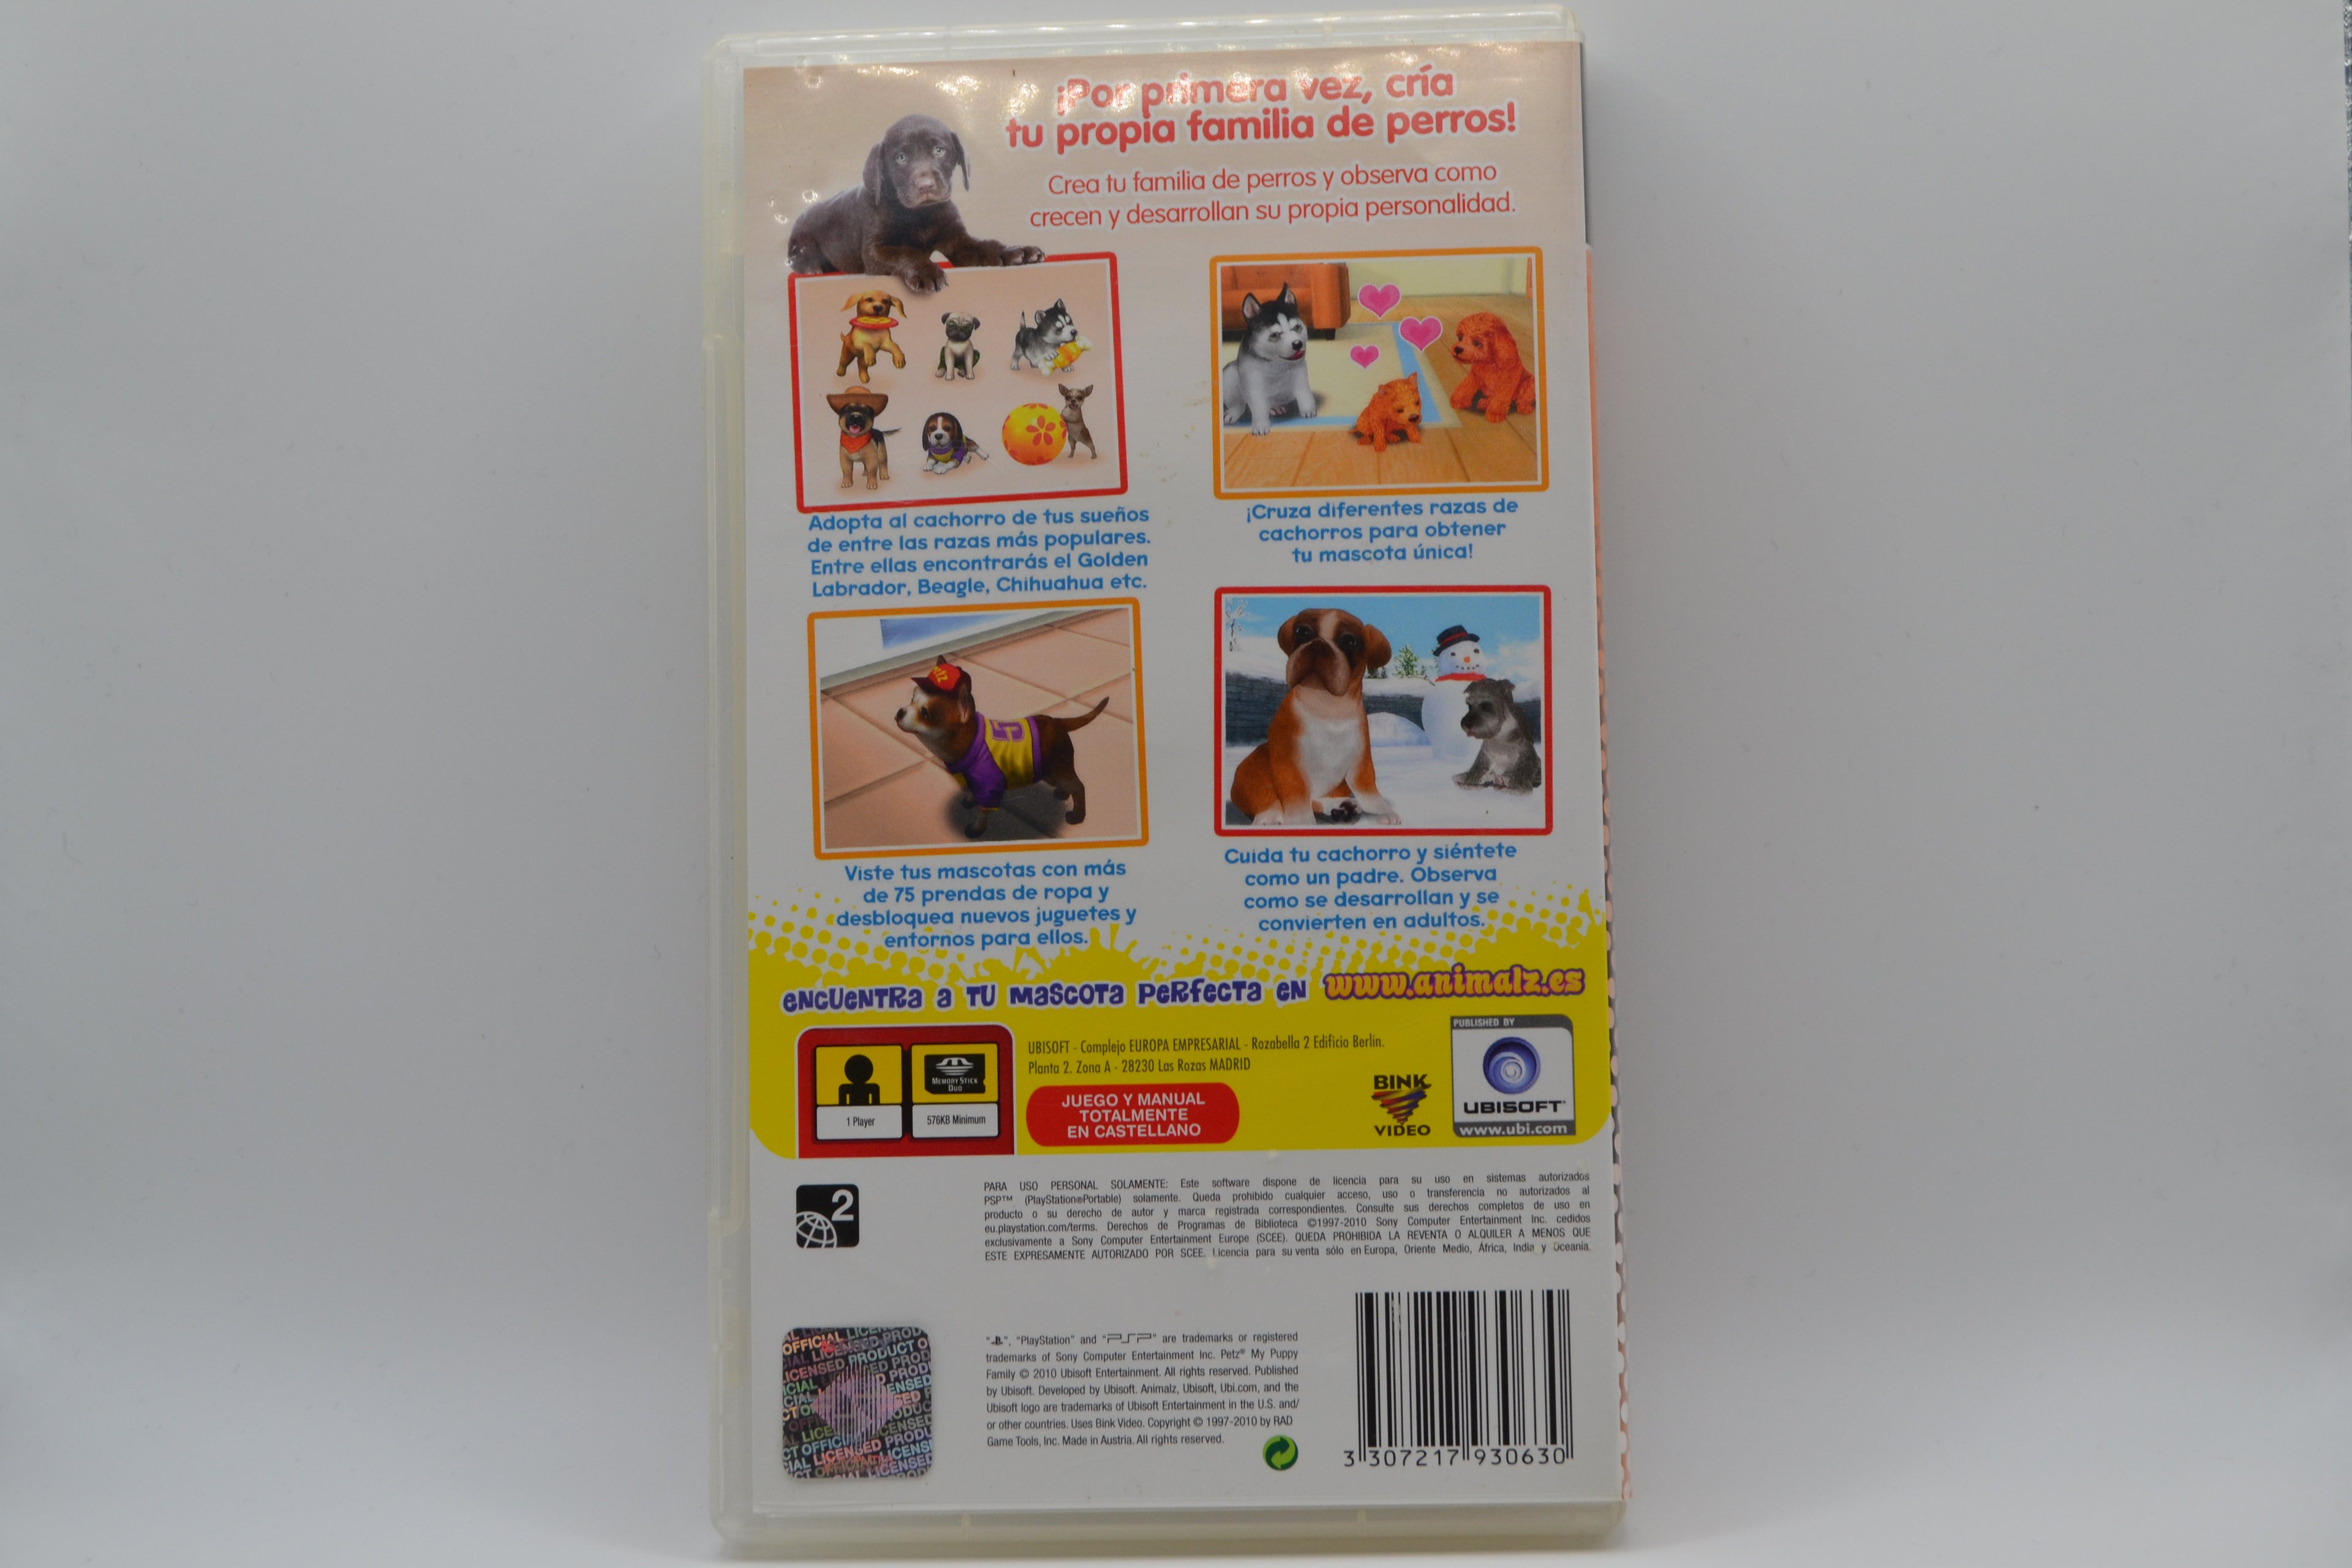 ¡Por primera vez, cría
tu propia familia de perros!
Crea tu familia de perros y observa como
crecen y desarrollan su propia personalidad.
Adopta al cachorro de tus sueños
de entre las razas más populares.
Entre ellas encontrarás el Golden
Labrador, Beagle, Chihuahua etc.
¡Cruza diferentes razas de
cachorros para obtener
tu mascota única!
5
Viste tus mascotas con más
de 75 prendas de ropa y
desbloquea nuevos juguetes y
entornos para ellos.
Cuida tu cachorro y siéntete
como un padre. Observa
como se desarrollan y se
convierten en adultos.
ENCUENTRA A TU MASCOTA PERFECTA EN www.animalz.es
MEMORY STICK
DUO
1 Player
576KB Minimum
UBISOFT - Complejo EUROPA EMPRESARIAL - Rozabella 2 Edificio Berlin.
Planta 2. Zona A - 28230 Las Rozas MADRID
JUEGO Y MANUAL
TOTALMENTE
EN CASTELLANO
BINK
VIDEO
PUBLISHED BY
UBISOFT
www.ubi.com
2
PARA USO PERSONAL SOLAMENTE: Este software dispone de licencia para su uso en sistemas autorizados
PSP™ (PlayStation®Portable) solamente. Queda prohibido cualquier acceso, uso o transferencia no autorizados al
producto o su derecho de autor y marca registrada correspondientes. Consulte sus derechos completos de uso en
eu.playstation.com/terms. Derechos de Programas de Biblioteca ©1997-2010 Sony Computer Entertainment Inc. cedidos
exclusivamente a Sony Computer Entertainment Europe (SCEE). QUEDA PROHIBIDA LA REVENTA O ALQUILER A MENOS QUE
ESTE EXPRESAMENTE AUTORIZADO POR SCEE. Licencia para su venta sólo en Europa, Oriente Medio, África, India y Oceanía.
OFFICIAL LICENSED PRODUCT
" ", "PlayStation" and "PSP" are trademarks or registered
trademarks of Sony Computer Entertainment Inc. Petz® My Puppy
Family © 2010 Ubisoft Entertainment. All rights reserved. Published
by Ubisoft. Developed by Ubisoft. Animalz, Ubisoft, Ubi.com, and the
Ubisoft logo are trademarks of Ubisoft Entertainment in the U.S. and/
or other countries. Uses Bink Video. Copyright © 1997-2010 by RAD
Game Tools, Inc. Made in Austria. All rights reserved.
3 307217 930630